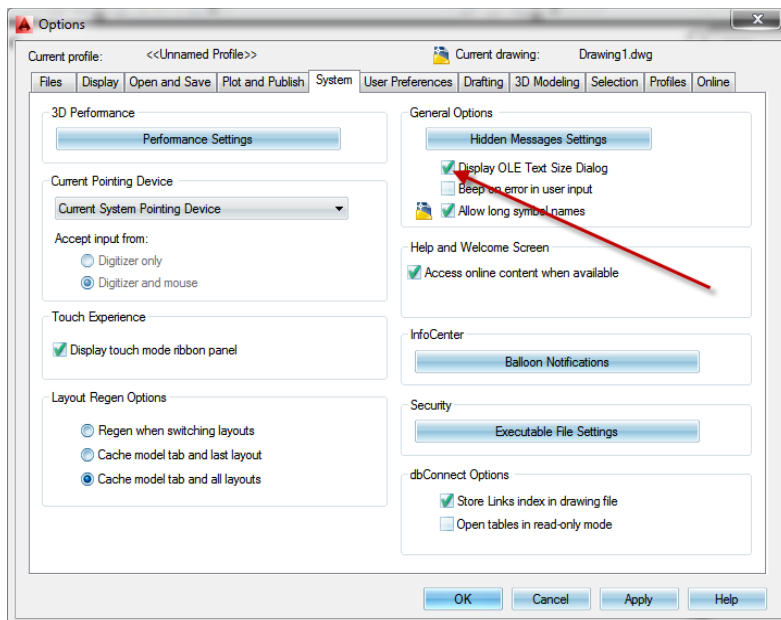 Options
Current profile: <<Unnamed Profile>> Current drawing: Drawing1.dwg
Files Display Open and Save Plot and Publish System User Preferences Drafting 3D Modeling Selection Profiles Online
3D Performance
Performance Settings
Current Pointing Device
Current System Pointing Device
Accept input from:
Digitizer only
Digitizer and mouse
Touch Experience
Display touch mode ribbon panel
Layout Regen Options
Regen when switching layouts
Cache model tab and last layout
Cache model tab and all layouts
General Options
Hidden Messages Settings
Display OLE Text Size Dialog
Beep on error in user input
Allow long symbol names
Help and Welcome Screen
Access online content when available
InfoCenter
Balloon Notifications
Security
Executable File Settings
dbConnect Options
Store Links index in drawing file
Open tables in read-only mode
OK Cancel Apply Help